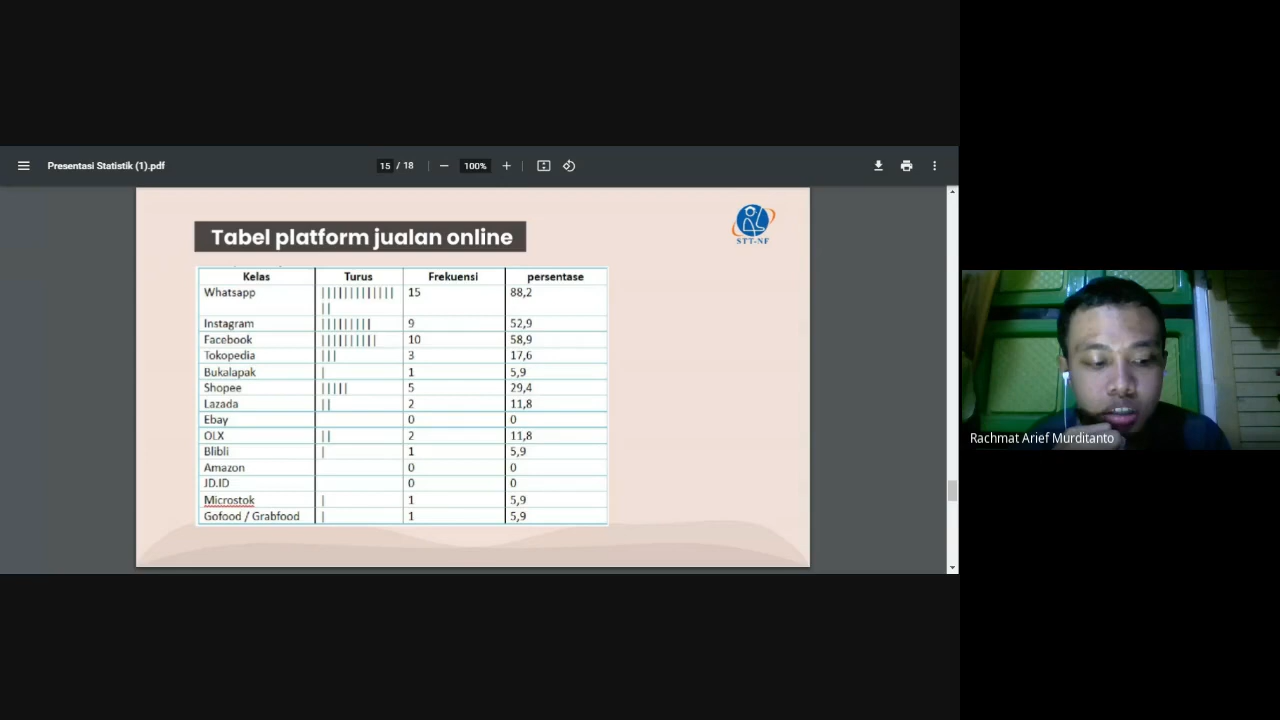 Presentasi Statistik (1).pdf
15 / 18
100%
Tabel platform jualan online
STT-NF
Kelas Turus Frekuensi persentase
Whatsapp ||||||||||||| 15 88,2
||
Instagram ||||||||| 9 52,9
Facebook |||||||||| 10 58,9
Tokopedia ||| 3 17,6
Bukalapak | 1 5,9
Shopee ||||| 5 29,4
Lazada || 2 11,8
Ebay 0 0
OLX || 2 11,8
Blibli | 1 5,9
Amazon 0 0
JD.ID 0 0
Microstok | 1 5,9
Gofood / Grabfood | 1 5,9
Rachmat Arief Murditanto